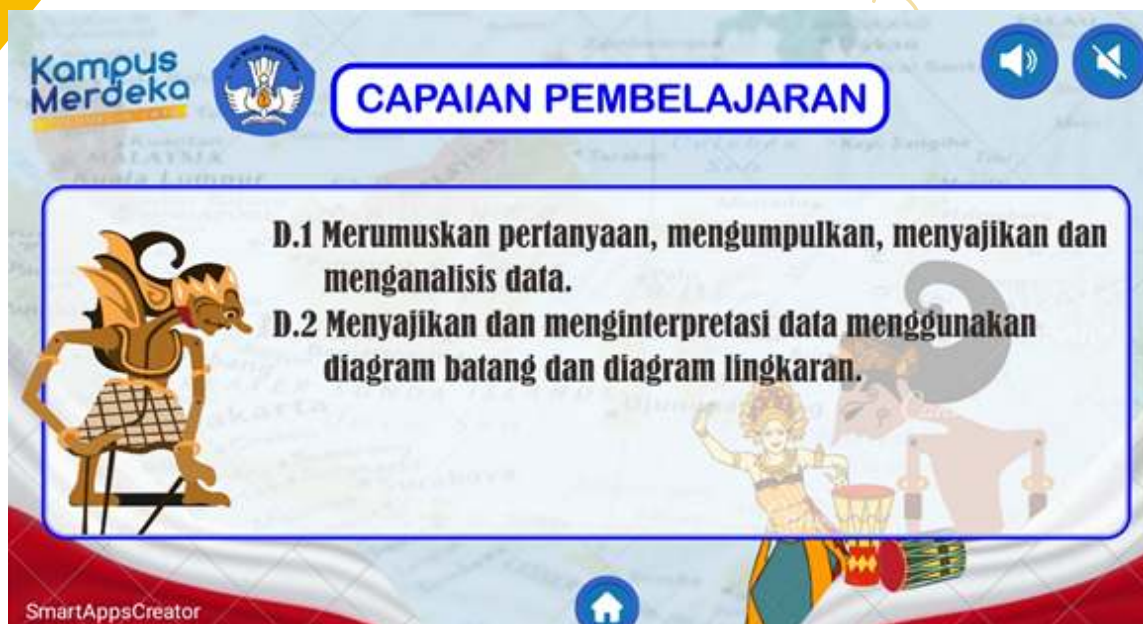 Kampus
Merdeka
CAPAIAN PEMBELAJARAN
D.1 Merumuskan pertanyaan, mengumpulkan, menyajikan dan
menganalisis data.
D.2 Menyajikan dan menginterpretasi data menggunakan
diagram batang dan diagram lingkaran.
SmartAppsCreator